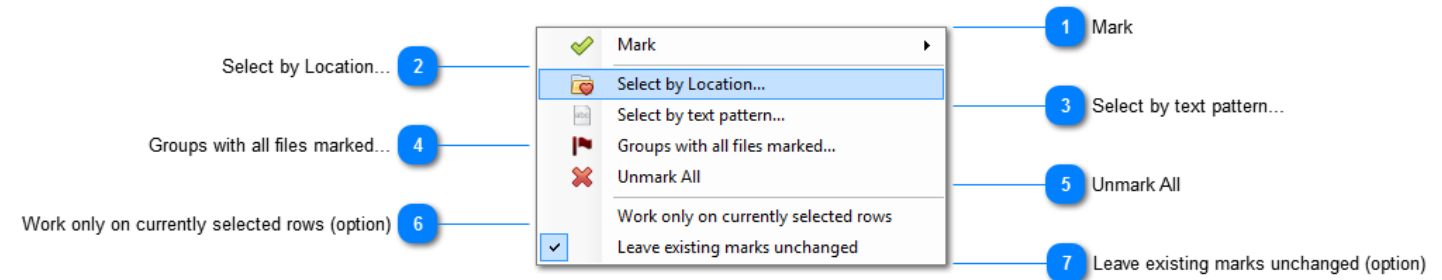 1 Mark
Mark
Select by Location... 2
Select by Location...
Select by text pattern...
3 Select by text pattern...
Groups with all files marked... 4
Groups with all files marked...
Unmark All
5 Unmark All
Work only on currently selected rows (option) 6
Work only on currently selected rows
Leave existing marks unchanged
7 Leave existing marks unchanged (option)